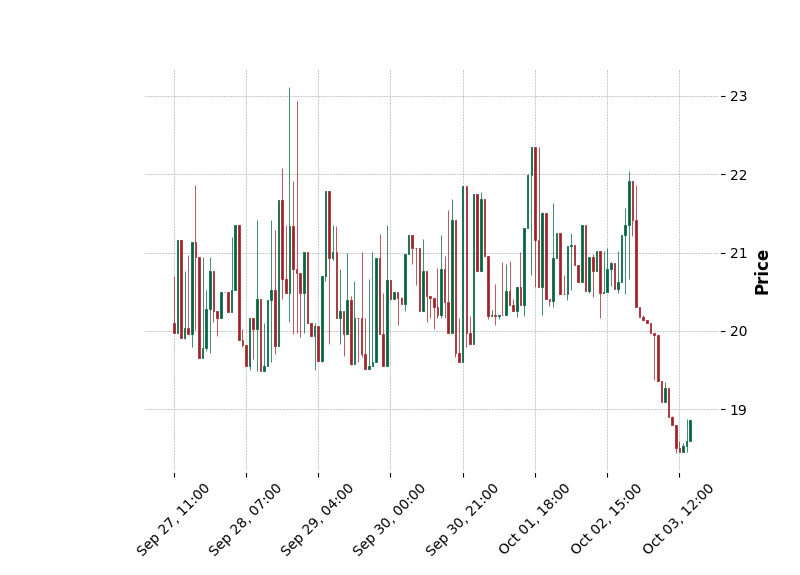 23
22
21
20
19
Price
Sep 27, 11:00
Sep 28, 07:00
Sep 29, 04:00
Sep 30, 00:00
Sep 30, 21:00
Oct 01, 18:00
Oct 02, 15:00
Oct 03, 12:00